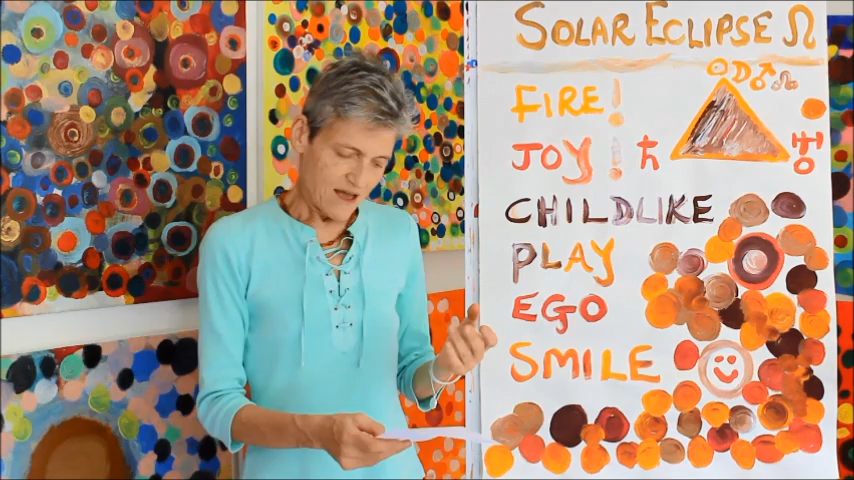 SOLAR ECLIPSE ♌
☉ ☽ ♂ ☊
FIRE!
JOY! ♄
♅
CHILDLIKE
PLAY
EGO
SMILE